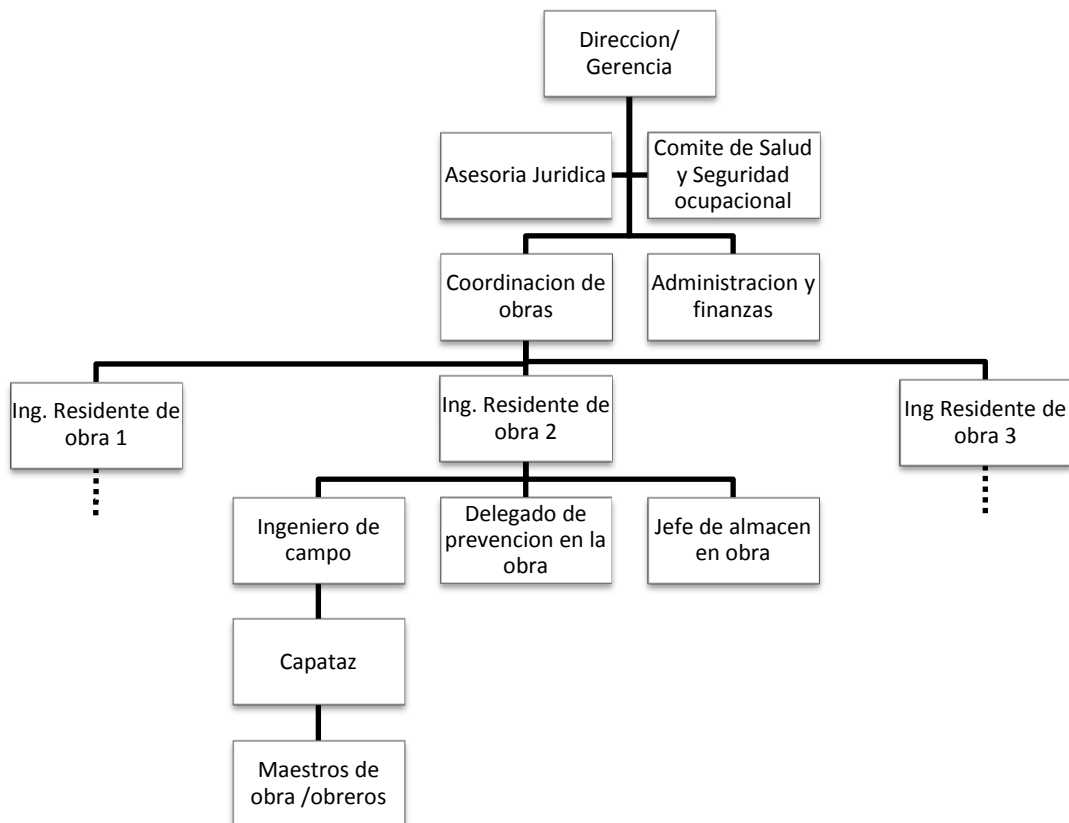 Direccion/
Gerencia
Asesoria Juridica
Comite de Salud
y Seguridad
ocupacional
Coordinacion de
obras
Administracion y
finanzas
Ing. Residente de
obra 1
Ing. Residente de
obra 2
Ing Residente de
obra 3
Ingeniero de
campo
Delegado de
prevencion en la
obra
Jefe de almacen
en obra
Capataz
Maestros de
obra /obreros